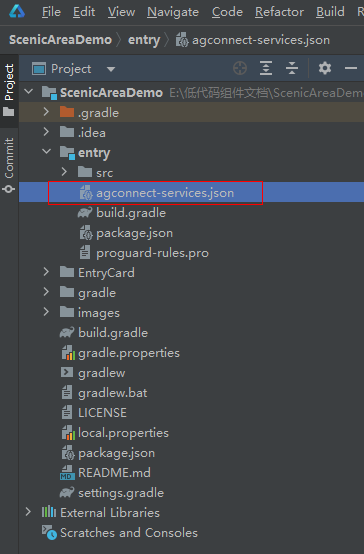 File Edit View Navigate Code Refactor Build
ScenicAreaDemo entry agconnect-services.json
Project
Project
Commit
ScenicAreaDemo E:\低代码组件文档\ScenicAreaDemo
.gradle
.idea
entry
src
agconnect-services.json
build.gradle
package.json
proguard-rules.pro
EntryCard
gradle
images
build.gradle
gradle.properties
gradlew
gradlew.bat
LICENSE
local.properties
package.json
README.md
settings.gradle
External Libraries
Scratches and Consoles